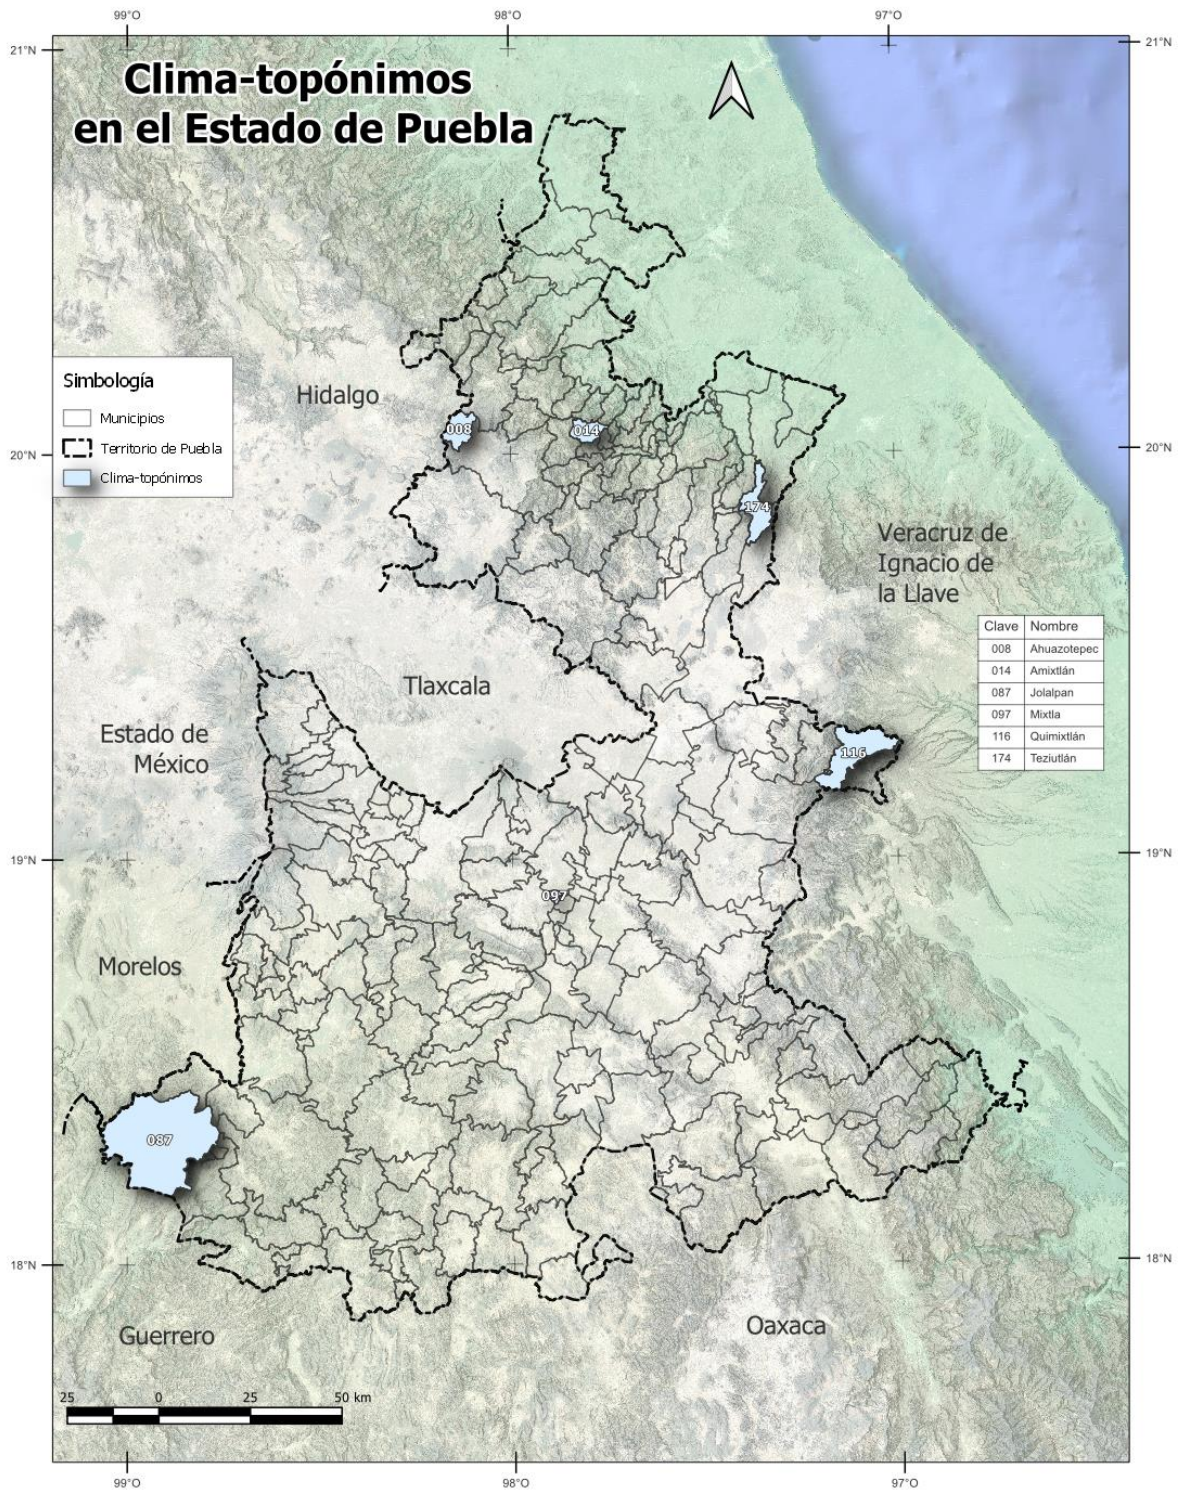 99°O 98°O 97°O
21°N 21°N
Clima-topónimos
en el Estado de Puebla
Simbología
Municipios
Territorio de Puebla
Clima-topónimos
Hidalgo
008
014
20°N 20°N
174
Veracruz de
Ignacio de
la Llave
Clave Nombre
008 Ahuazotepec
014 Amixtlán
087 Jolalpan
097 Mixtla
116 Quimixtlán
174 Teziutlán
Tlaxcala
Estado de
México
116
19°N 19°N
097
Morelos
087
18°N 18°N
Guerrero
Oaxaca
25 0 25 50 km
99°O 98°O 97°O